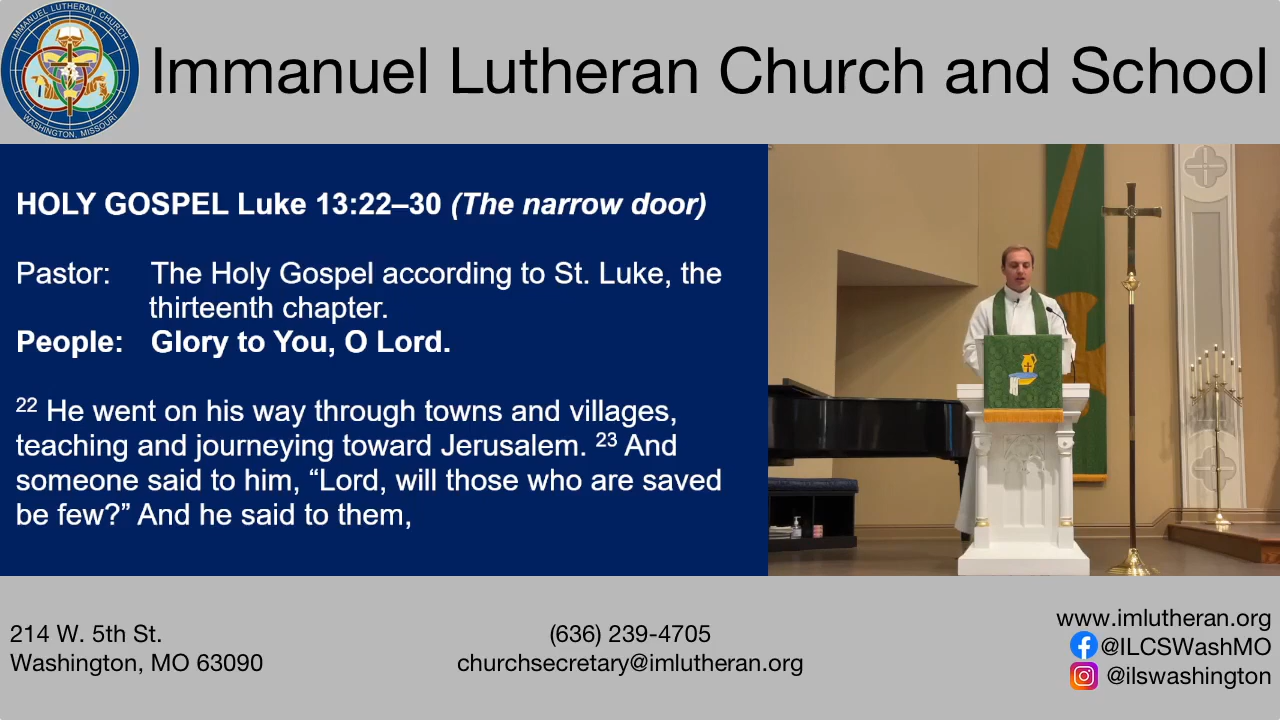 IMMANUEL LUTHERAN CHURCH
WASHINGTON, MISSOURI
Immanuel Lutheran Church and School
HOLY GOSPEL Luke 13:22–30 (The narrow door)
Pastor: The Holy Gospel according to St. Luke, the
thirteenth chapter.
People: Glory to You, O Lord.
22 He went on his way through towns and villages,
teaching and journeying toward Jerusalem. 23 And
someone said to him, “Lord, will those who are saved
be few?” And he said to them,
214 W. 5th St.
Washington, MO 63090
(636) 239-4705
churchsecretary@imlutheran.org
www.imlutheran.org
@ILCSWashMO
@ilswashington